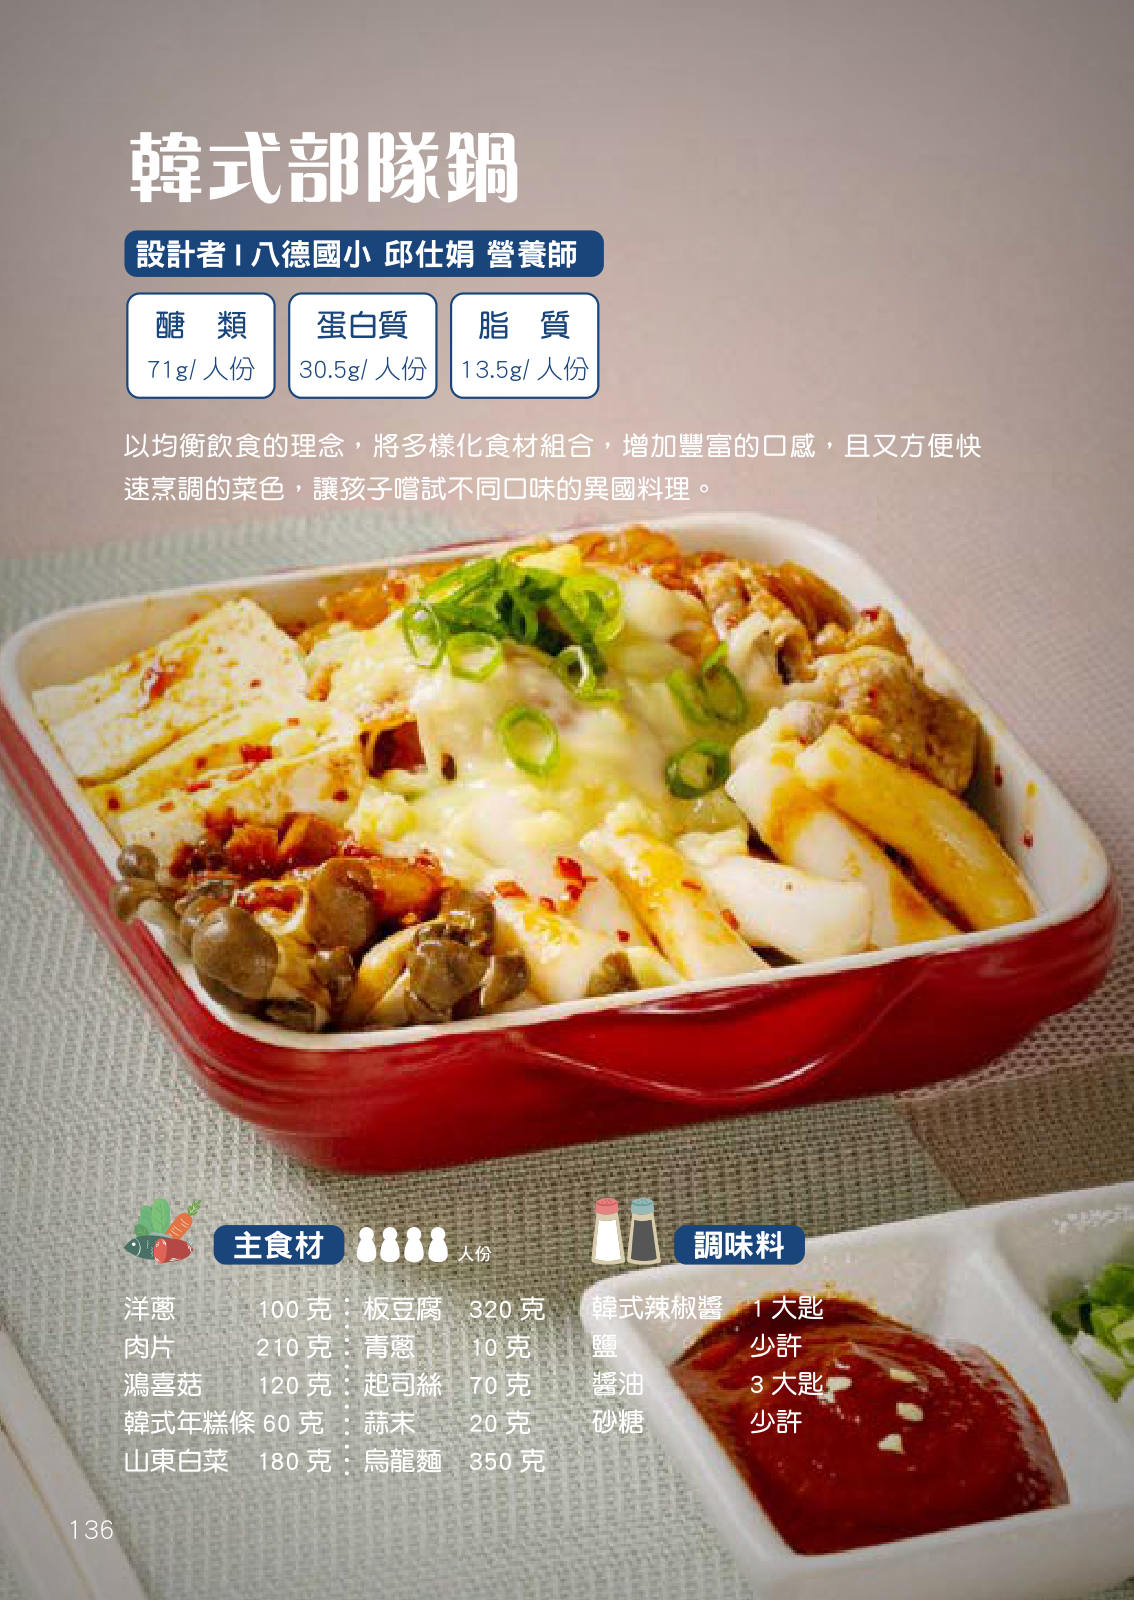 韓式部隊鍋
設計者 I 八德國小 邱仕娟 營養師
醣 類
71g/ 人份
蛋白質
30.5g/ 人份
脂 質
13.5g/ 人份
以均衡飲食的理念，將多樣化食材組合，增加豐富的口感，且又方便快
速烹調的菜色，讓孩子嚐試不同口味的異國料理。
主食材 人份
洋蔥 100 克
肉片 210 克
鴻喜菇 120 克
韓式年糕條 60 克
山東白菜 180 克
板豆腐 320 克
青蔥 10 克
起司絲 70 克
蒜末 20 克
烏龍麵 350 克
調味料
韓式辣椒醬 1 大匙
鹽 少許
醬油 3 大匙
砂糖 少許
136